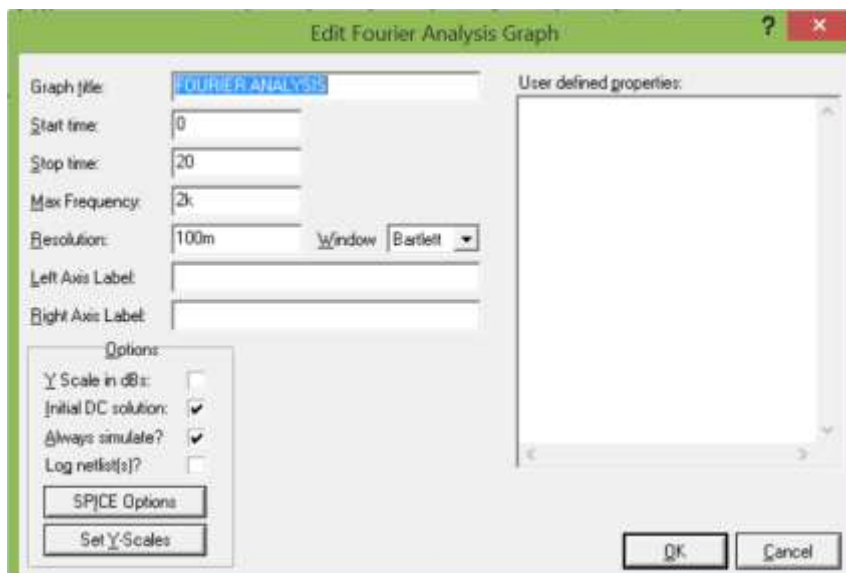 Edit Fourier Analysis Graph
?
Graph title:
FOURIER ANALYSIS
User defined properties:
Start time:
0
Stop time:
20
Max Frequency:
2k
Resolution:
100m
Window
Bartlett
Left Axis Label:
Right Axis Label:
Options
Y Scale in dBs:
Initial DC solution:
Always simulate?
Log netlist(s)?
SPICE Options
Set Y-Scales
OK
Cancel